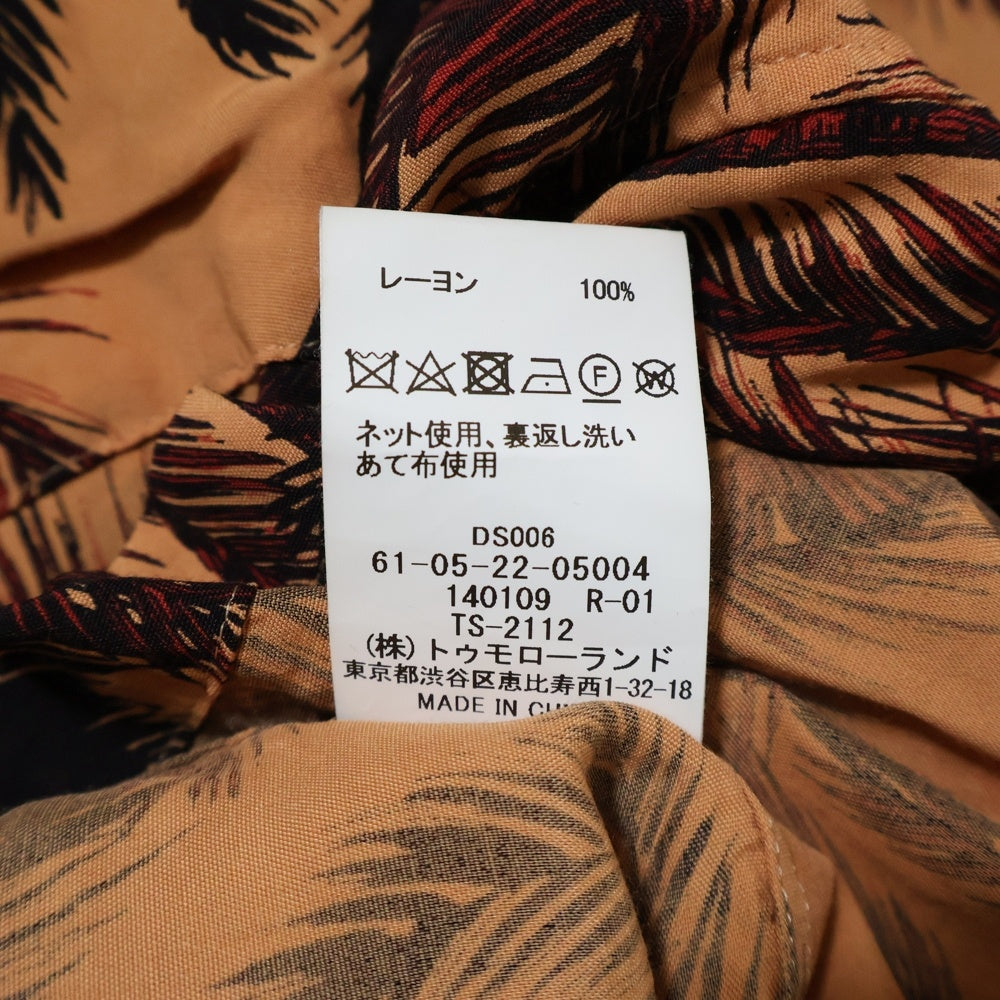 レーヨン 100%
F W
ネット使用、裏返し洗い
あて布使用
DS006
61-05-22-05004
140109 R-01
TS-2112
(株)トゥモローランド
東京都渋谷区恵比寿西1-32-18
MADE IN